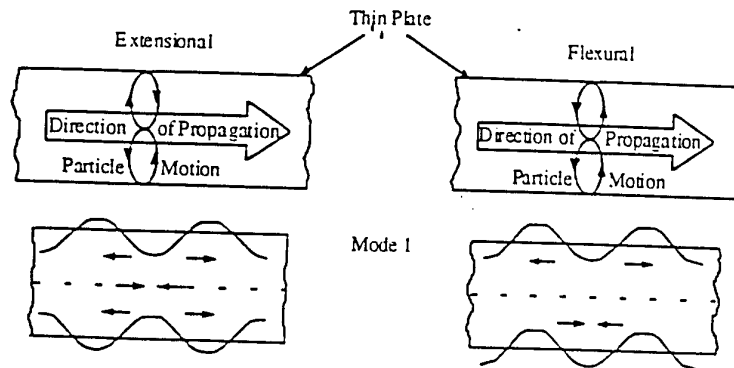 Thin Plate
Extensional
Flexural
Direction of Propagation
Particle Motion
Direction of Propagation
Particle Motion
Mode 1